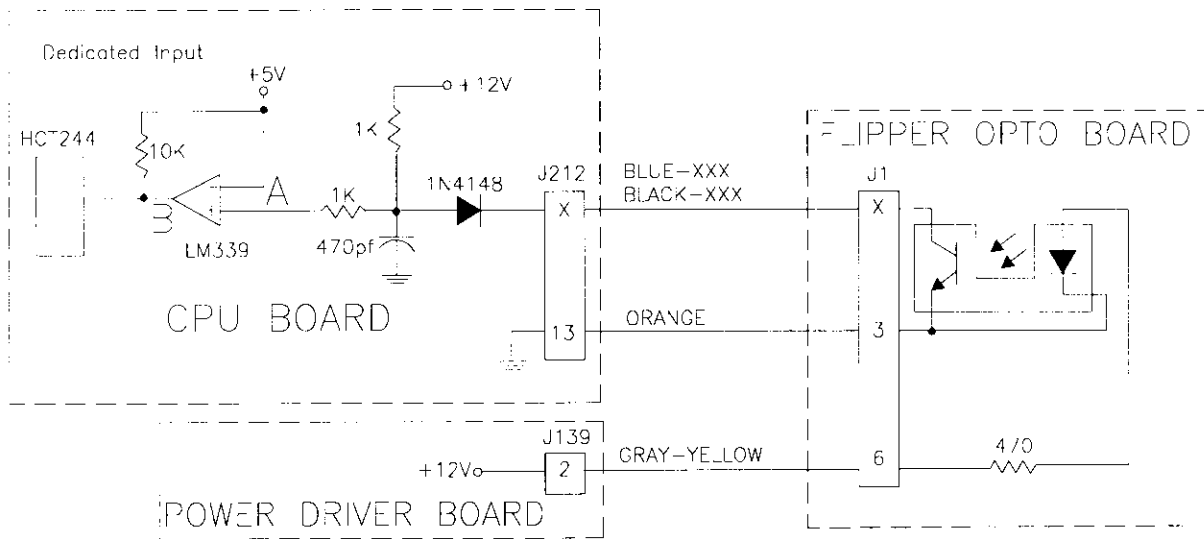 Dedicated Input
+5V
+12V
HCT244
10K
1K
A
1K
1N4148
LM339
470pf
CPU BOARD
J212
X
13
BLUE-XXX
BLACK-XXX
ORANGE
FLIPPER OPTO BOARD
J1
X
3
6
470
J139
+12V
2
GRAY-YELLOW
POWER DRIVER BOARD